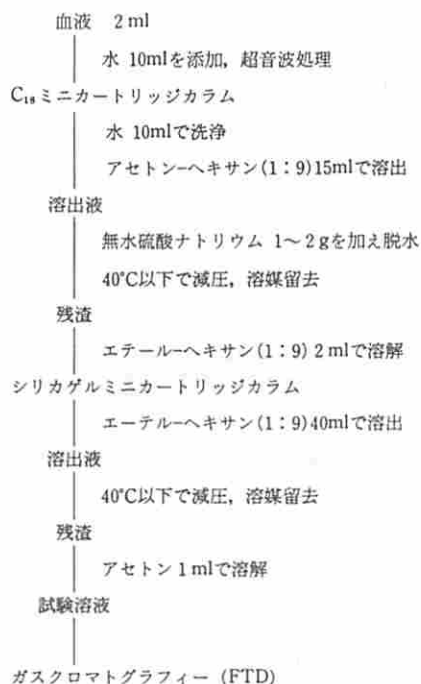 血液 2 ml
水 10mlを添加，超音波処理
C₁₈ミニカートリッジカラム
水 10mlで洗浄
アセトン-ヘキサン(1：9)15mlで溶出
溶出液
無水硫酸ナトリウム 1～2gを加え脱水
40°C以下で減圧，溶媒留去
残渣
エテール-ヘキサン(1：9) 2 mlで溶解
シリカゲルミニカートリッジカラム
エーテル-ヘキサン(1：9)40mlで溶出
溶出液
40°C以下で減圧，溶媒留去
残渣
アセトン 1 mlで溶解
試験溶液
ガスクロマトグラフィー (FTD)